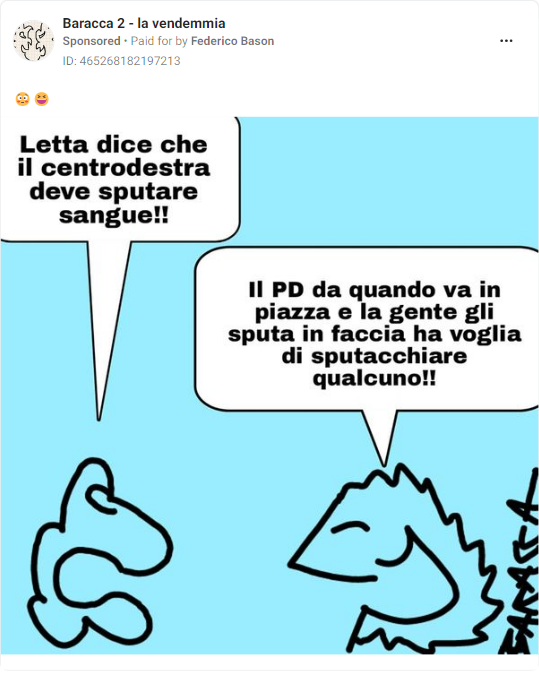 Baracca 2 - la vendemmia
Sponsored • Paid for by Federico Bason
ID: 465268182197213
Letta dice che
il centrodestra
deve sputare
sangue!!
Il PD da quando va in
piazza e la gente gli
sputa in faccia ha voglia
di sputacchiare
qualcuno!!